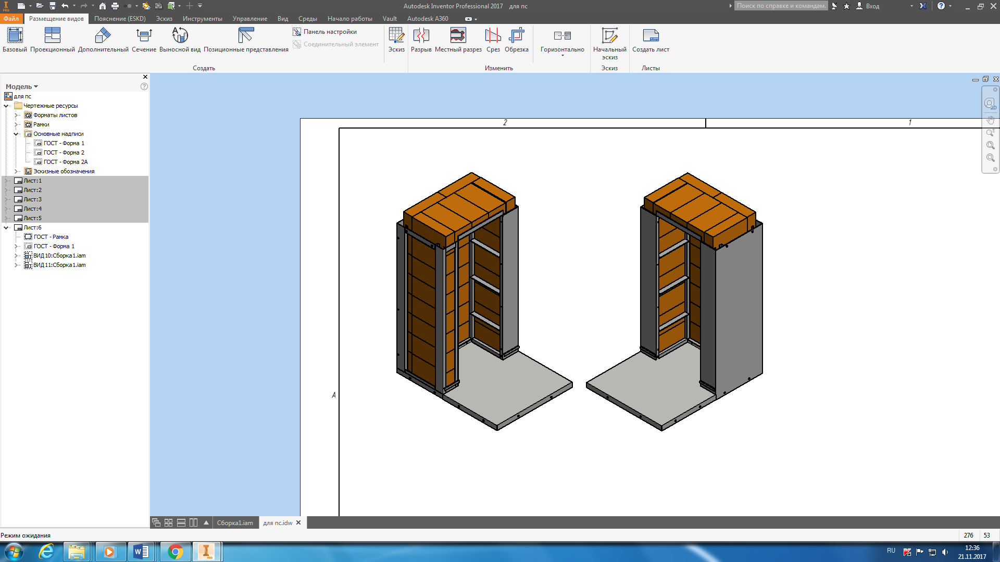 Autodesk Inventor Professional 2017 для пс
Поиск по справке и командам.
Вход
PRO
Файл
Размещение видов
Пояснение (ESKD)
Эскиз
Инструменты
Управление
Вид
Среды
Начало работы
Vault
Autodesk A360
Базовый
Проекционный
Дополнительный
Сечение
Выносной вид
Позиционные представления
Панель настройки
Соединительный элемент
Эскиз
Разрыв
Местный разрез
Срез
Обрезка
Горизонтально
Начальный
эскиз
Создать лист
Создать
Изменить
Эскиз
Листы
Модель
для пс
Чертежные ресурсы
Форматы листов
Рамки
Основные надписи
ГОСТ - Форма 1
ГОСТ - Форма 2
ГОСТ - Форма 2А
Эскизные обозначения
Лист:1
Лист:2
Лист:3
Лист:4
Лист:5
Лист:6
ГОСТ - Рамка
ГОСТ - Форма 1
ВИД10:Сборка1.iam
ВИД11:Сборка1.iam
2
1
A
2D
Сборка1.iam
для пс.idw
Режим ожидания
276
53
RU
12:36
21.11.2017